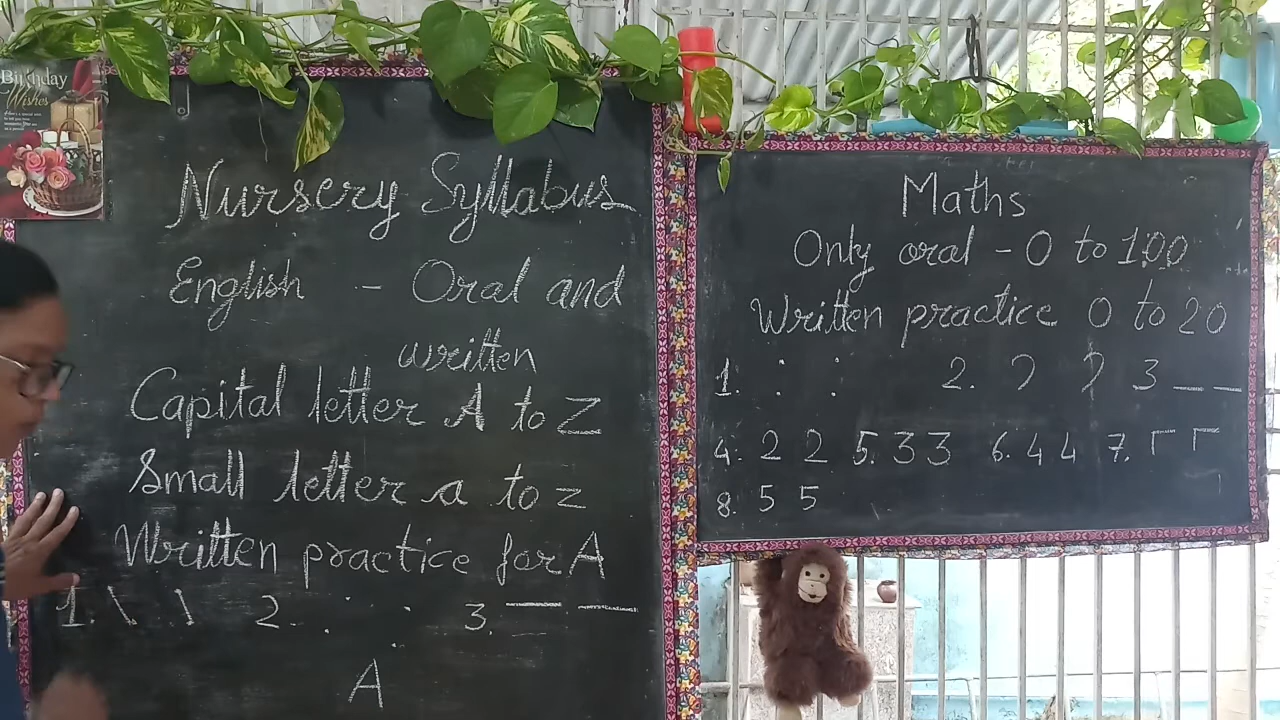 Birthday
Wishes
Nursery Syllabus
English - Oral and
written
Capital letter A to Z
Small letter a to z
Written practice for A
1. \ \ 2. . . 3. — —
A
Maths
Only oral - 0 to 100
Written practice 0 to 20
1. . . 2. Ɔ Ɔ 3 — —
4. 2 2 5. 3 3 6. 4 4 7. Γ Γ
8. 5 5